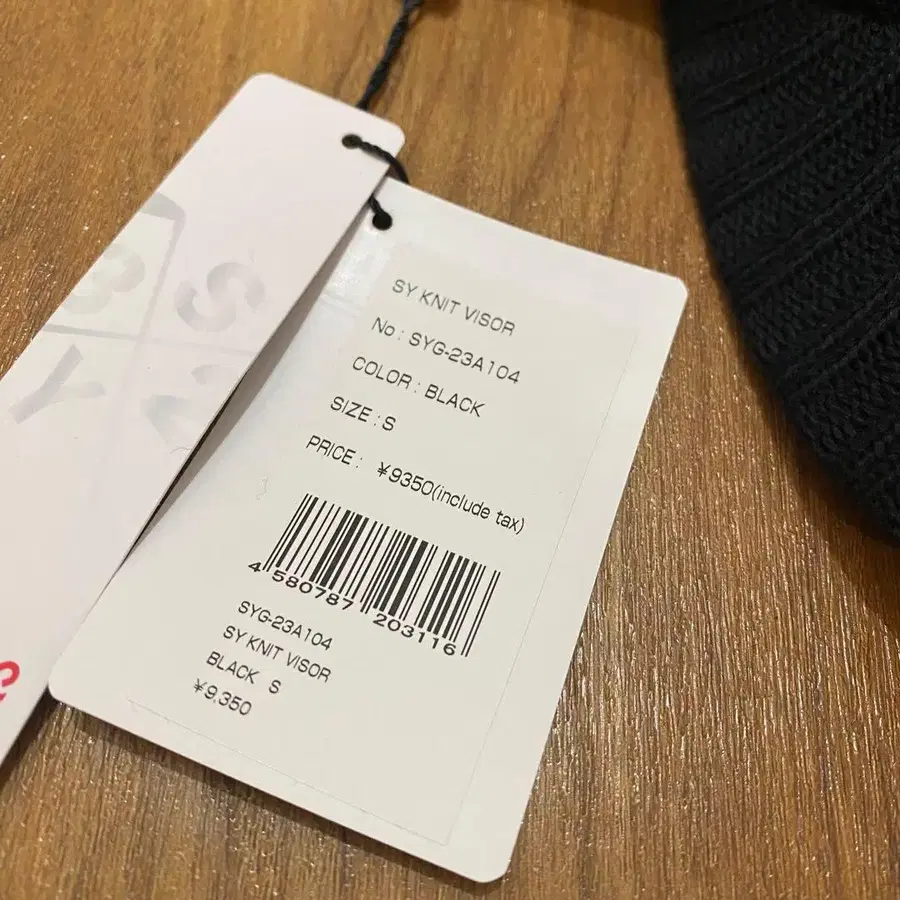 SY KNIT VISOR
No : SYG-23A104
COLOR : BLACK
SIZE : S
PRICE : ¥9350(include tax)
4 580787 203116
SYG-23A104
SY KNIT VISOR
BLACK S
¥9,350